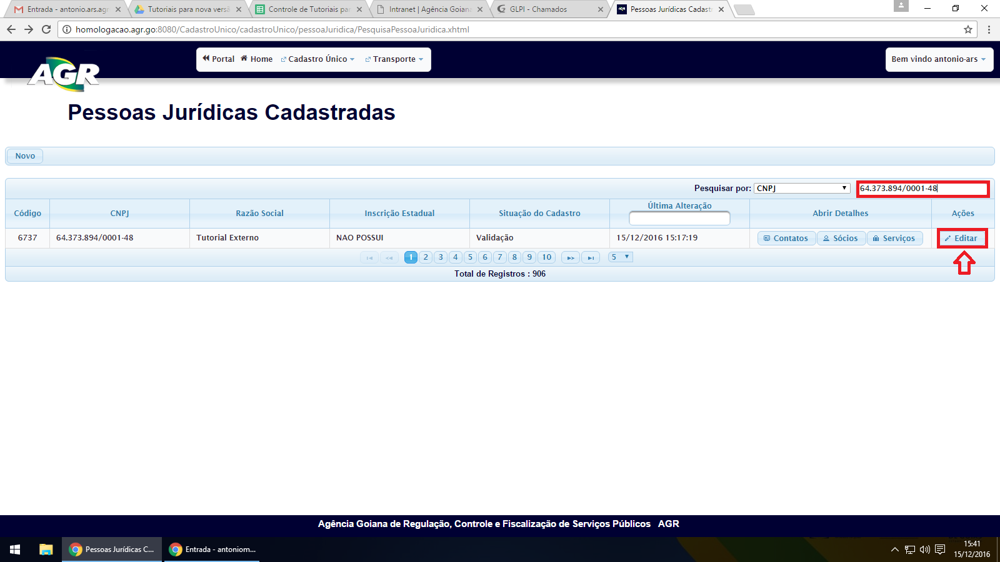 Entrada - antonio.ars.agr
Tutoriais para nova versã
Controle de Tutoriais par
Intranet | Agência Goiana
GLPI - Chamados
Pessoas Jurídicas Cadastr
homologacao.agr.go:8080/CadastroUnico/cadastroUnico/pessoaJuridica/PesquisaPessoaJuridica.xhtml
AGR
Portal Home Cadastro Único Transporte
Bem vindo antonio-ars
Pessoas Jurídicas Cadastradas
Novo
Pesquisar por: CNPJ 64.373.894/0001-48
Código CNPJ Razão Social Inscrição Estadual Situação do Cadastro Última Alteração Abrir Detalhes Ações
6737 64.373.894/0001-48 Tutorial Externo NAO POSSUI Validação 15/12/2016 15:17:19 Contatos Sócios Serviços Editar
1 2 3 4 5 6 7 8 9 10 5
Total de Registros : 906
Agência Goiana de Regulação, Controle e Fiscalização de Serviços Públicos AGR
Pessoas Jurídicas C...
Entrada - antoniom...
15:41
15/12/2016